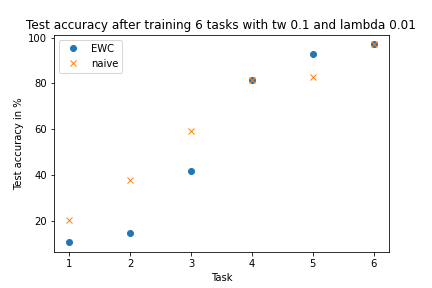 Test accuracy after training 6 tasks with tw 0.1 and lambda 0.01
100
EWC
naive
80
60
40
20
Test accuracy in %
1 2 3 4 5 6
Task